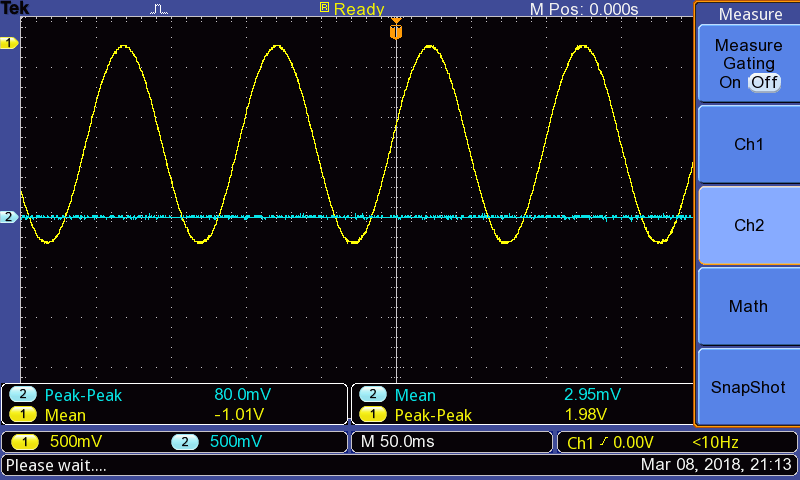 Tek Ready M Pos: 0.000s
R
T
1
2
Measure
Measure
Gating
On Off
Ch1
Ch2
Math
SnapShot
2 Peak-Peak 80.0mV
1 Mean -1.01V
2 Mean 2.95mV
1 Peak-Peak 1.98V
1 500mV 2 500mV M 50.0ms Ch1 0.00V <10Hz
Please wait.... Mar 08, 2018, 21:13